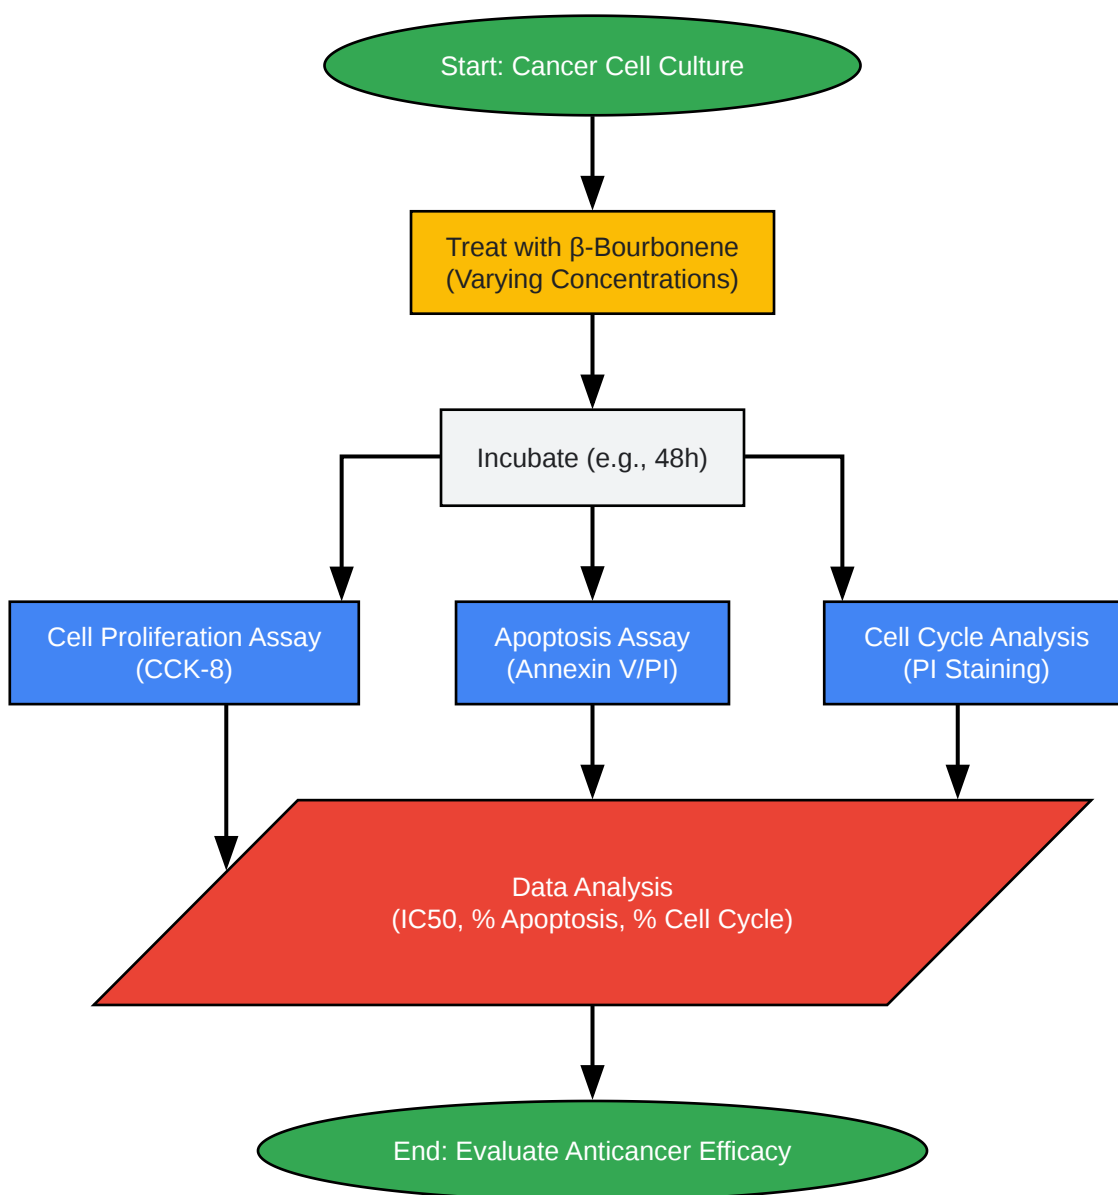 Start: Cancer Cell Culture
Treat with β-Bourbonene
(Varying Concentrations)
Incubate (e.g., 48h)
Cell Proliferation Assay
(CCK-8)
Apoptosis Assay
(Annexin V/PI)
Cell Cycle Analysis
(PI Staining)
Data Analysis
(IC50, % Apoptosis, % Cell Cycle)
End: Evaluate Anticancer Efficacy